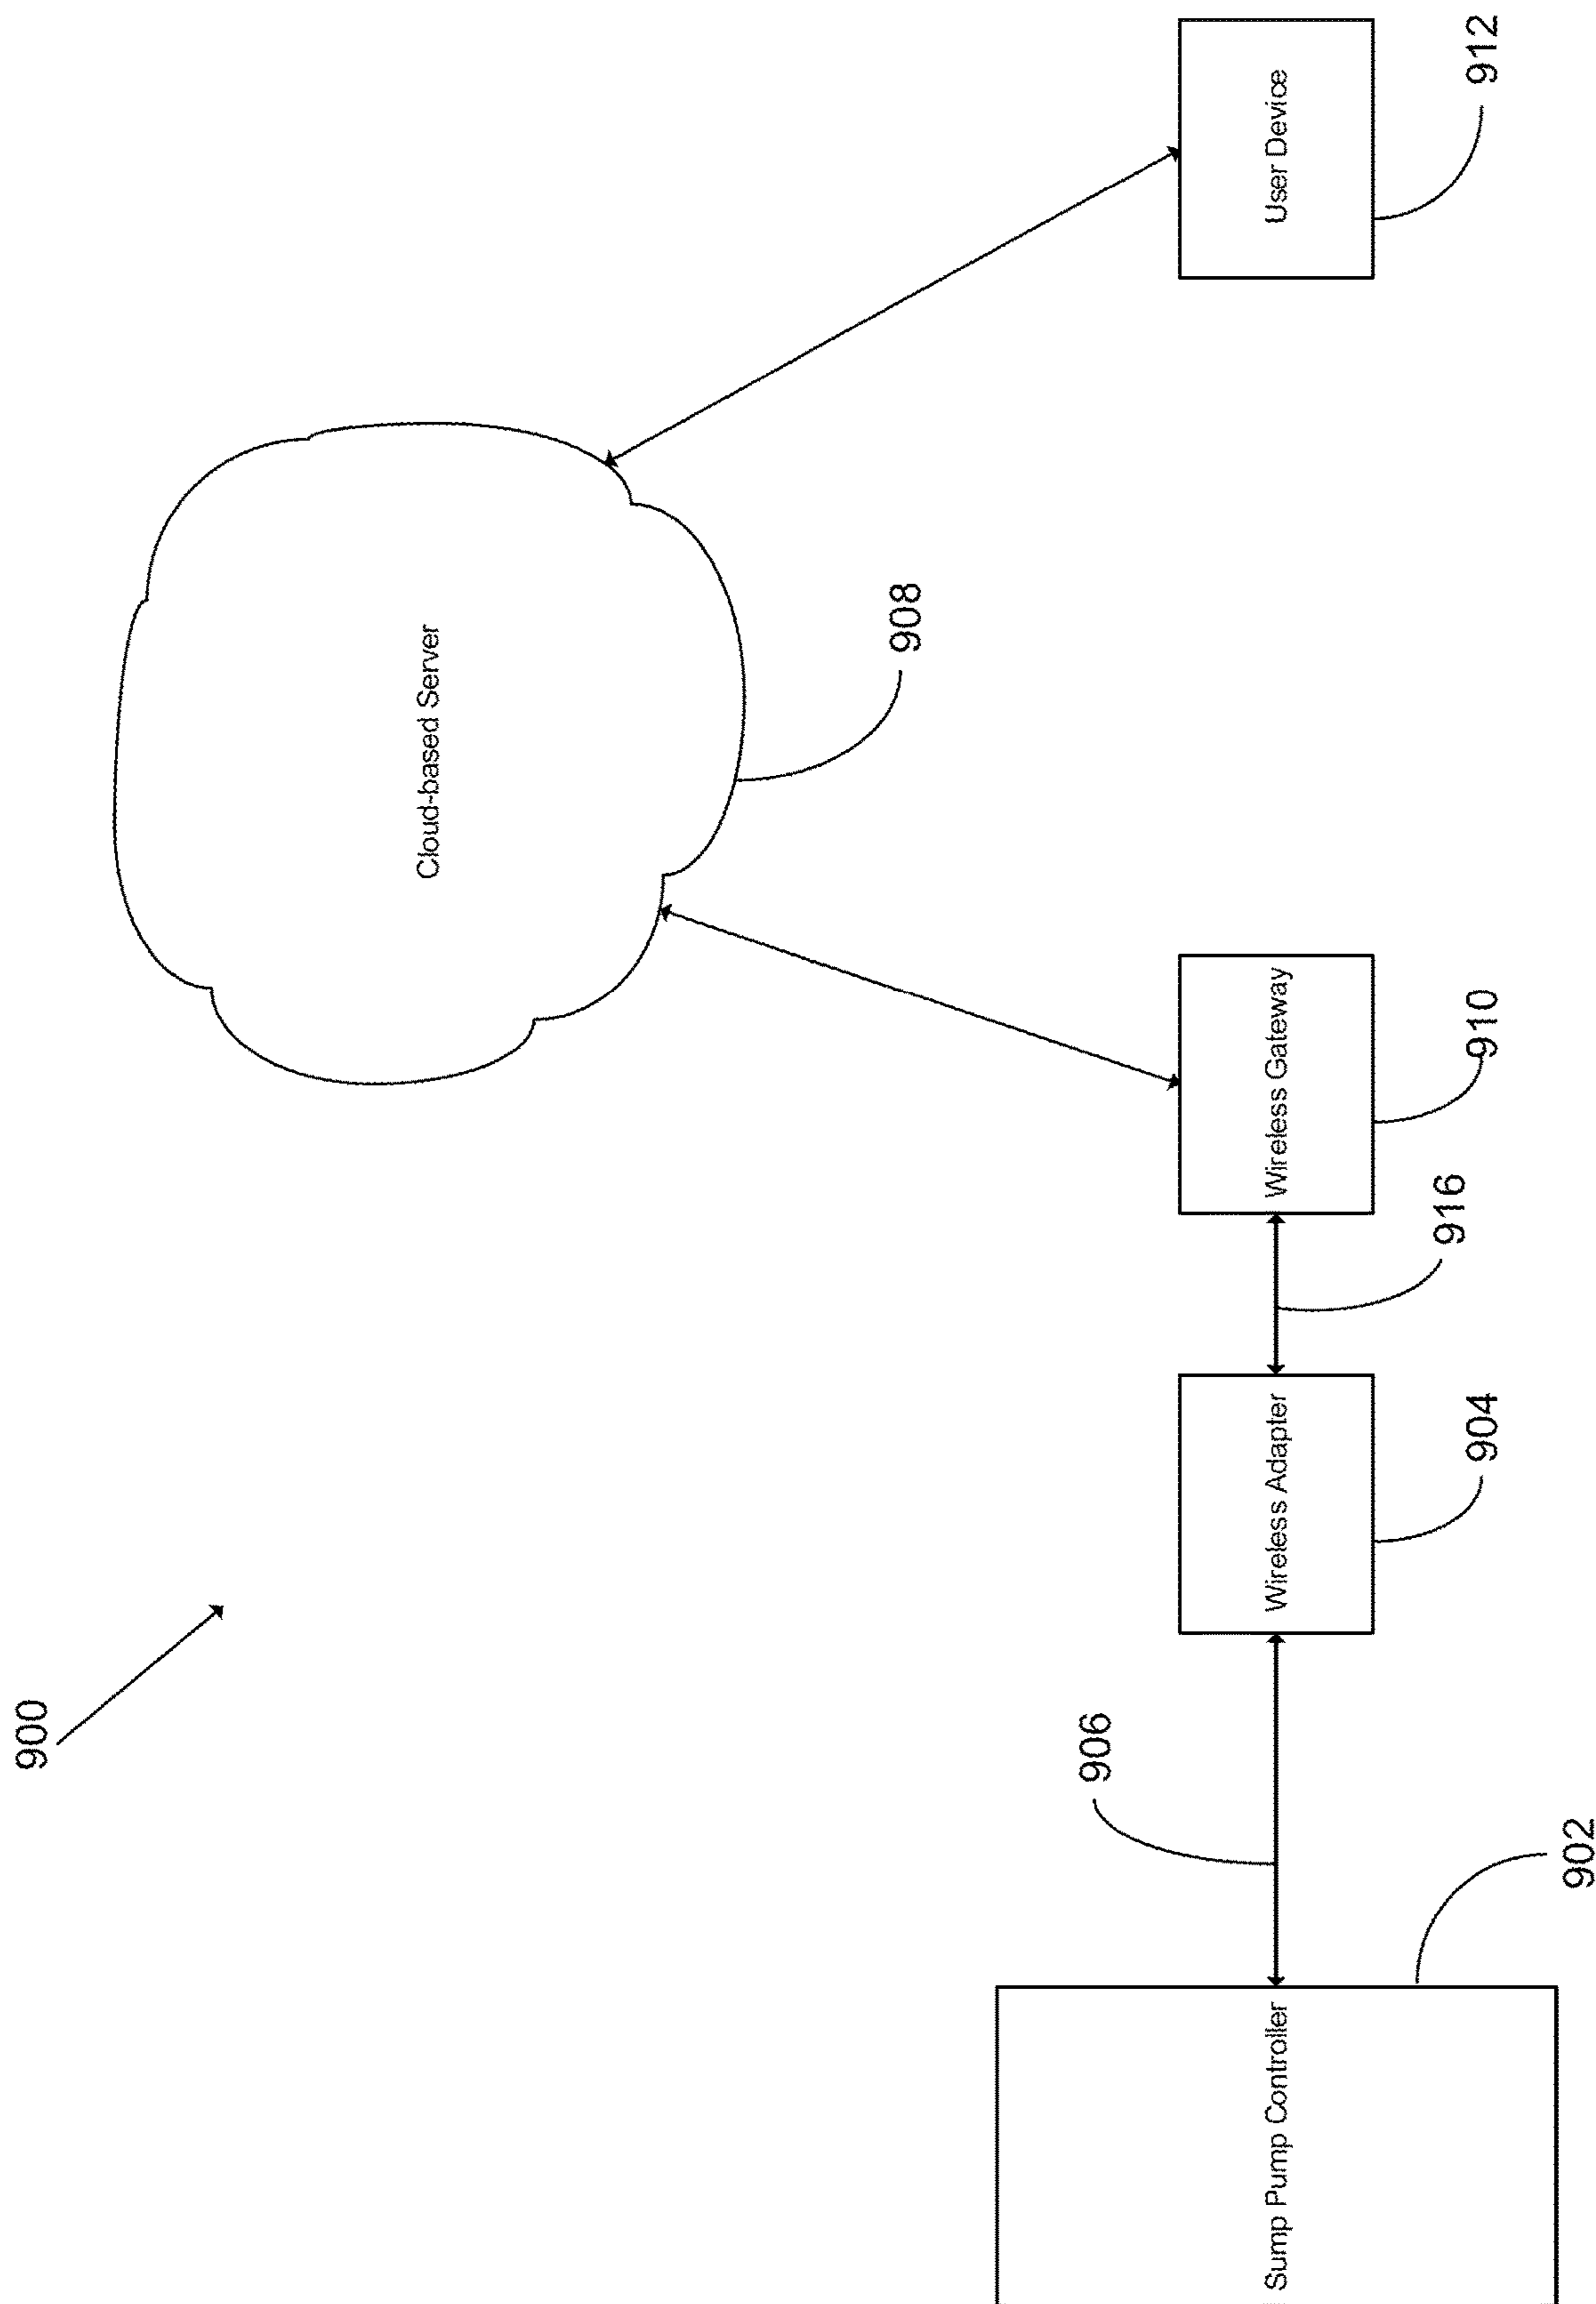 900
Cloud-based Server
908
906
Sump Pump Controller
Wireless Adapter
Wireless Gateway
User Device
916
902
904
910
912